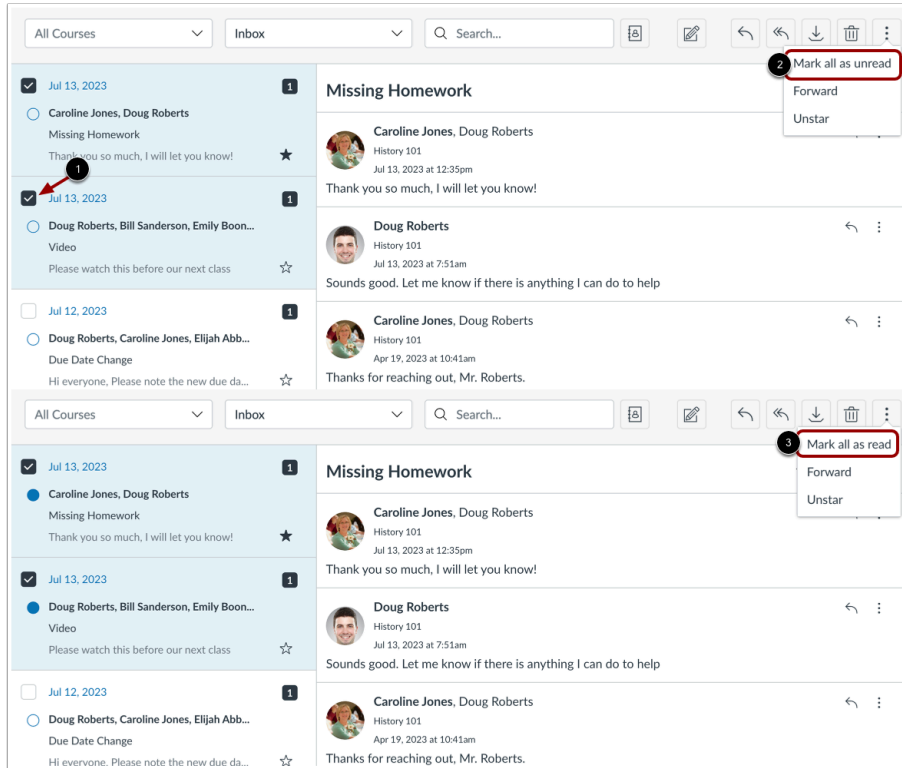 All Courses
Inbox
Search...
Jul 13, 2023
1
Caroline Jones, Doug Roberts
Missing Homework
Thank you so much, I will let you know!
1
Jul 13, 2023
1
Doug Roberts, Bill Sanderson, Emily Boon...
Video
Please watch this before our next class
Jul 12, 2023
1
Doug Roberts, Caroline Jones, Elijah Abb...
Due Date Change
Hi everyone, Please note the new due da...
2
Mark all as unread
Forward
Unstar
Missing Homework
Caroline Jones, Doug Roberts
History 101
Jul 13, 2023 at 12:35pm
Thank you so much, I will let you know!
Doug Roberts
History 101
Jul 13, 2023 at 7:51am
Sounds good. Let me know if there is anything I can do to help
Caroline Jones, Doug Roberts
History 101
Apr 19, 2023 at 10:41am
Thanks for reaching out, Mr. Roberts.
All Courses
Inbox
Search...
Jul 13, 2023
1
Caroline Jones, Doug Roberts
Missing Homework
Thank you so much, I will let you know!
Jul 13, 2023
1
Doug Roberts, Bill Sanderson, Emily Boon...
Video
Please watch this before our next class
Jul 12, 2023
1
Doug Roberts, Caroline Jones, Elijah Abb...
Due Date Change
Hi everyone, Please note the new due da...
3
Mark all as read
Forward
Unstar
Missing Homework
Caroline Jones, Doug Roberts
History 101
Jul 13, 2023 at 12:35pm
Thank you so much, I will let you know!
Doug Roberts
History 101
Jul 13, 2023 at 7:51am
Sounds good. Let me know if there is anything I can do to help
Caroline Jones, Doug Roberts
History 101
Apr 19, 2023 at 10:41am
Thanks for reaching out, Mr. Roberts.